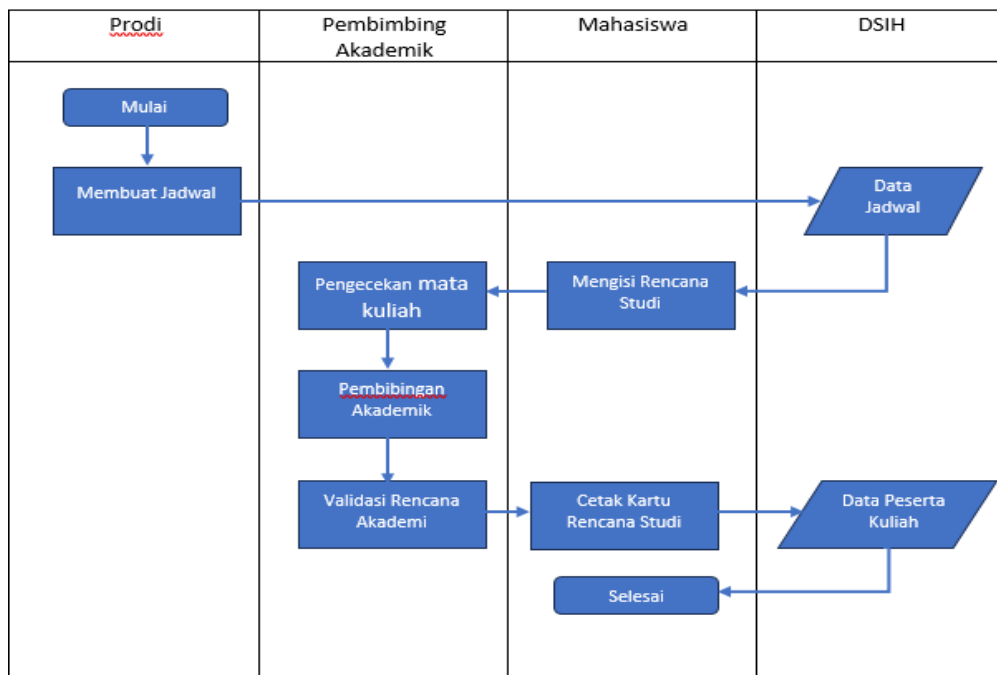 Prodi
Pembimbing
Akademik
Mahasiswa
DSIH
Mulai
Membuat Jadwal
Data
Jadwal
Mengisi Rencana
Studi
Pengecekan mata
kuliah
Pembibingan
Akademik
Validasi Rencana
Akademi
Cetak Kartu
Rencana Studi
Data Peserta
Kuliah
Selesai